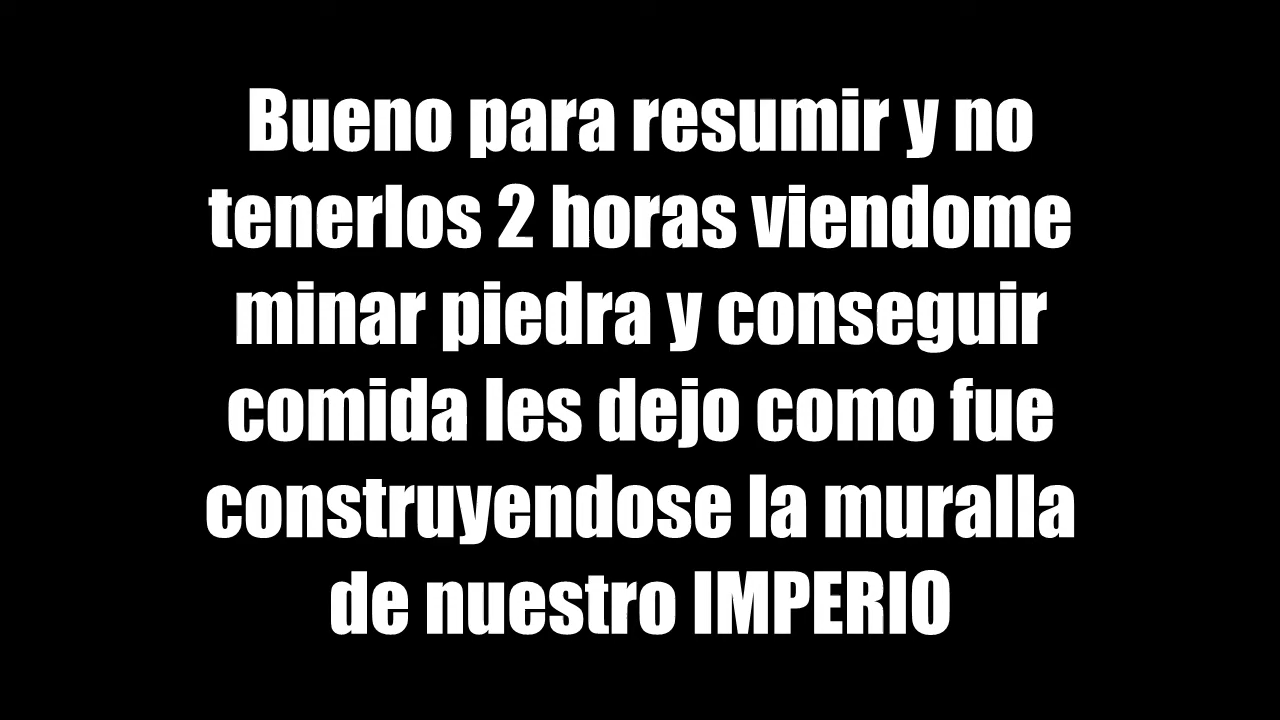 Bueno para resumir y no
tenerlos 2 horas viendome
minar piedra y conseguir
comida les dejo como fue
construyendose la muralla
de nuestro IMPERIO